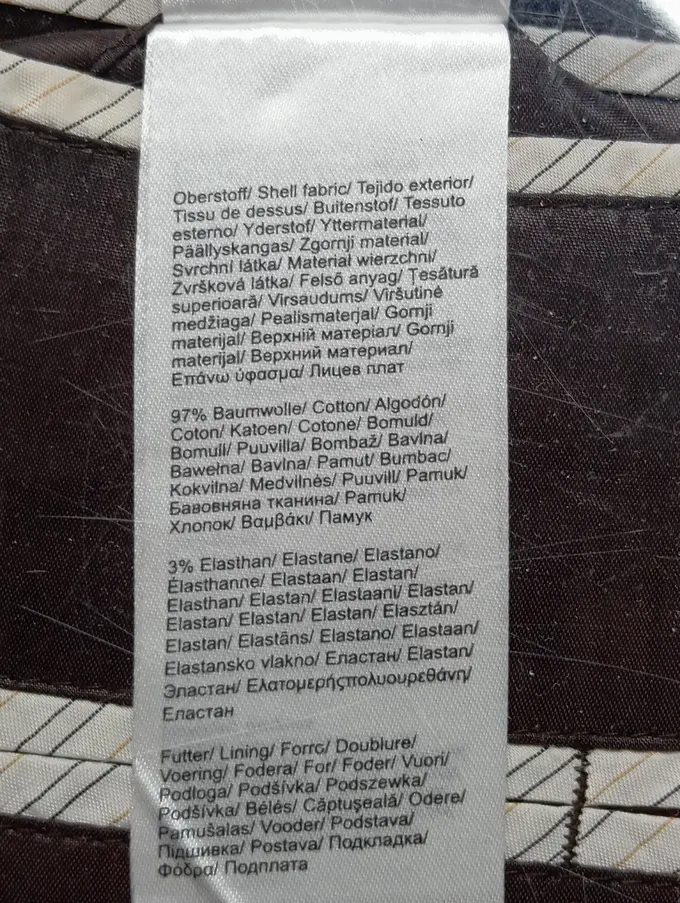 Oberstoff/ Shell fabric/ Tejido exterior/
Tissu de dessus/ Buitenstof/ Tessuto
esterno/ Yderstof/ Yttermaterial/
Päällyskangas/ Zgornji material/
Svrchní látka/ Materiał wierzchni/
Zvršková látka/ Felső anyag/ Țesătură
superioară/ Virsaudums/ Viršutinė
medžiaga/ Pealismaterjal/ Gornji
materijal/ Верхній матеріал/ Gornji
materijal/ Верхний материал/
Επάνω ύφασμα/ Лицев плат
97% Baumwolle/ Cotton/ Algodón/
Coton/ Katoen/ Cotone/ Bomuld/
Bomull/ Puuvilla/ Bombaž/ Bavlna/
Bawełna/ Bavlna/ Pamut/ Bumbac/
Kokvilna/ Medvilnės/ Puuvill/ Pamuk/
Бавовняна тканина/ Pamuk/
Хлопок/ Βαμβάκι/ Памук
3% Elasthan/ Elastane/ Elastano/
Élasthanne/ Elastaan/ Elastan/
Elasthan/ Elastan/ Elastaani/ Elastan/
Elastan/ Elastan/ Elastan/ Elasztán/
Elastan/ Elastāns/ Elastano/ Elastaan/
Elastansko vlakno/ Еластан/ Elastan/
Эластан/ Ελατομερήςπολυουρεθάνη/
Еластан
Futter/ Lining/ Forro/ Doublure/
Voering/ Fodera/ For/ Foder/ Vuori/
Podloga/ Podšívka/ Podszewka/
Podšívka/ Bélés/ Căptușeală/ Odere/
Pamušalas/ Vooder/ Podstava/
Підшивка/ Postava/ Подкладка/
Φόδρα/ Подплата